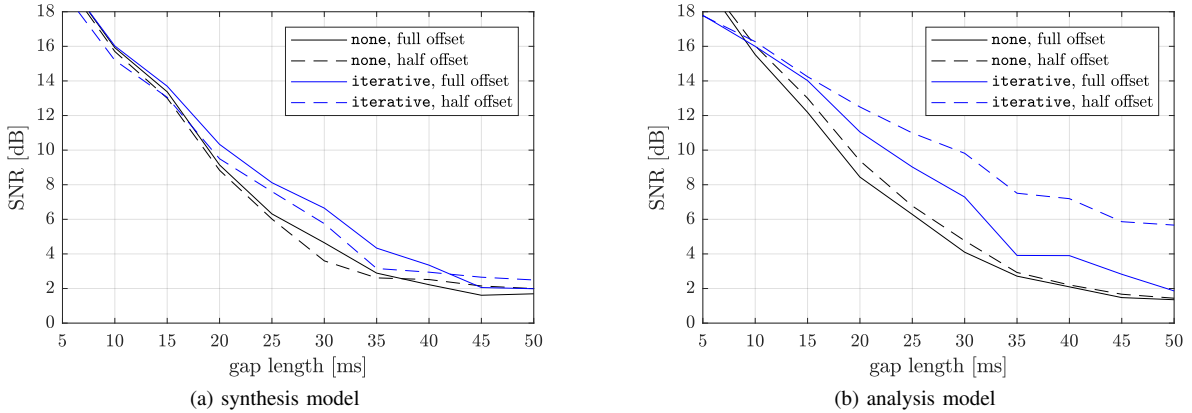 18
16
14
12
10
8
6
4
2
0
SNR [dB]
none, full offset
none, half offset
iterative, full offset
iterative, half offset
5 10 15 20 25 30 35 40 45 50
gap length [ms]
(a) synthesis model
18
16
14
12
10
8
6
4
2
0
SNR [dB]
none, full offset
none, half offset
iterative, full offset
iterative, half offset
5 10 15 20 25 30 35 40 45 50
gap length [ms]
(b) analysis model